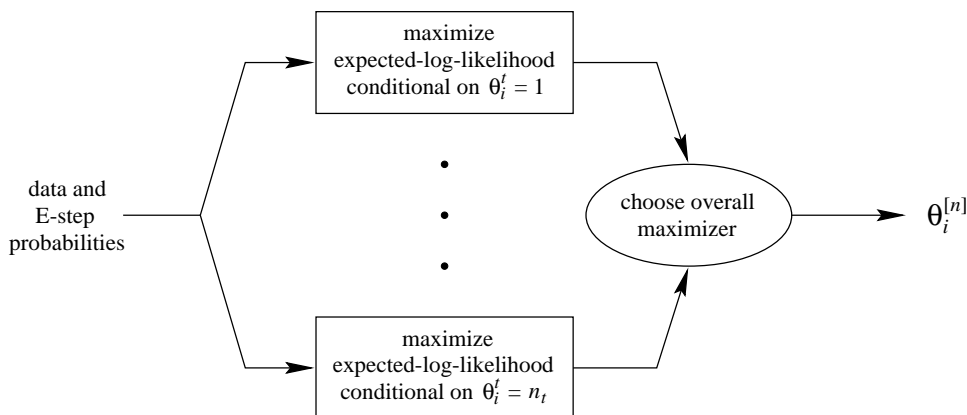 maximize
expected-log-likelihood
conditional on θ_i^t = 1
data and
E-step
probabilities
choose overall
maximizer
θ_i^[n]
maximize
expected-log-likelihood
conditional on θ_i^t = n_t